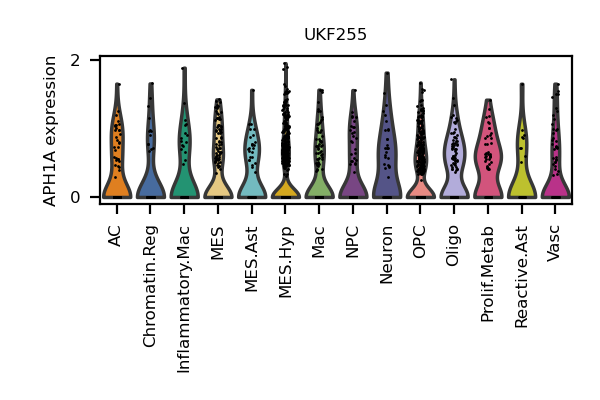 UKF255
APH1A expression
2
0
AC
Chromatin.Reg
Inflammatory.Mac
MES
MES.Ast
MES.Hyp
Mac
NPC
Neuron
OPC
Oligo
Prolif.Metab
Reactive.Ast
Vasc